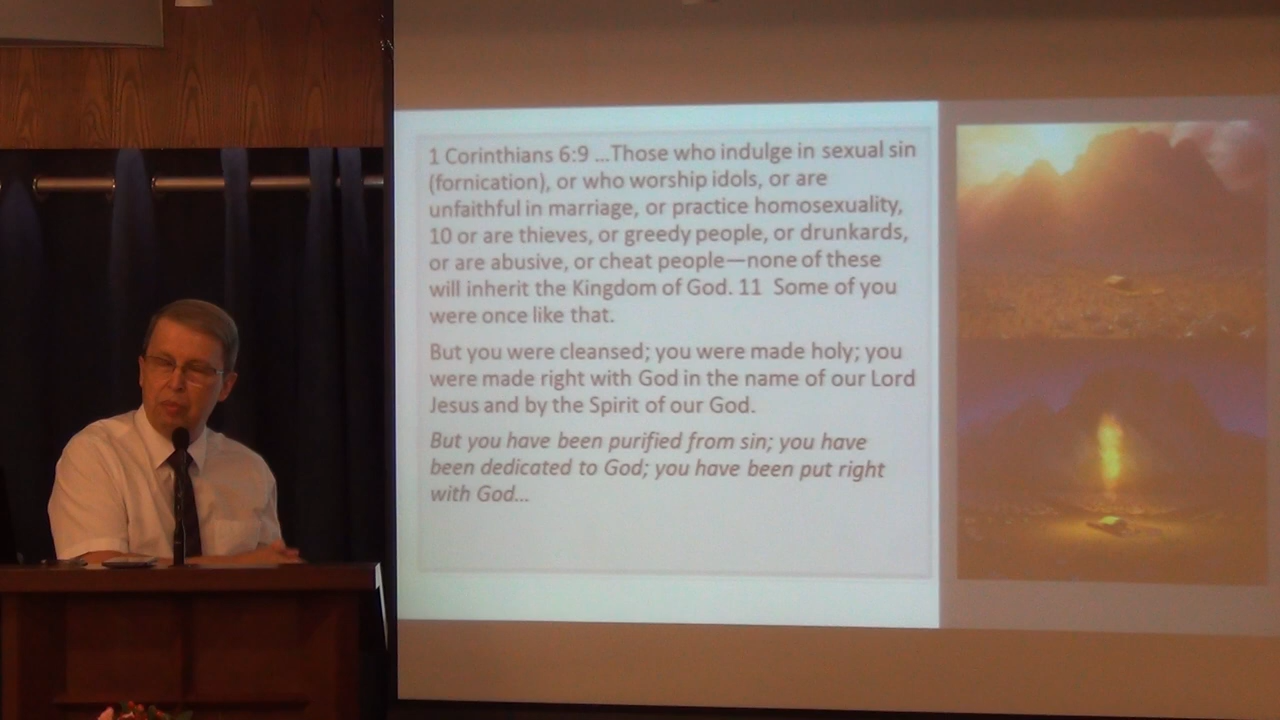 1 Corinthians 6:9 ...Those who indulge in sexual sin
(fornication), or who worship idols, or are
unfaithful in marriage, or practice homosexuality,
10 or are thieves, or greedy people, or drunkards,
or are abusive, or cheat people—none of these
will inherit the Kingdom of God. 11 Some of you
were once like that.
But you were cleansed; you were made holy; you
were made right with God in the name of our Lord
Jesus and by the Spirit of our God.
But you have been purified from sin; you have
been dedicated to God; you have been put right
with God...